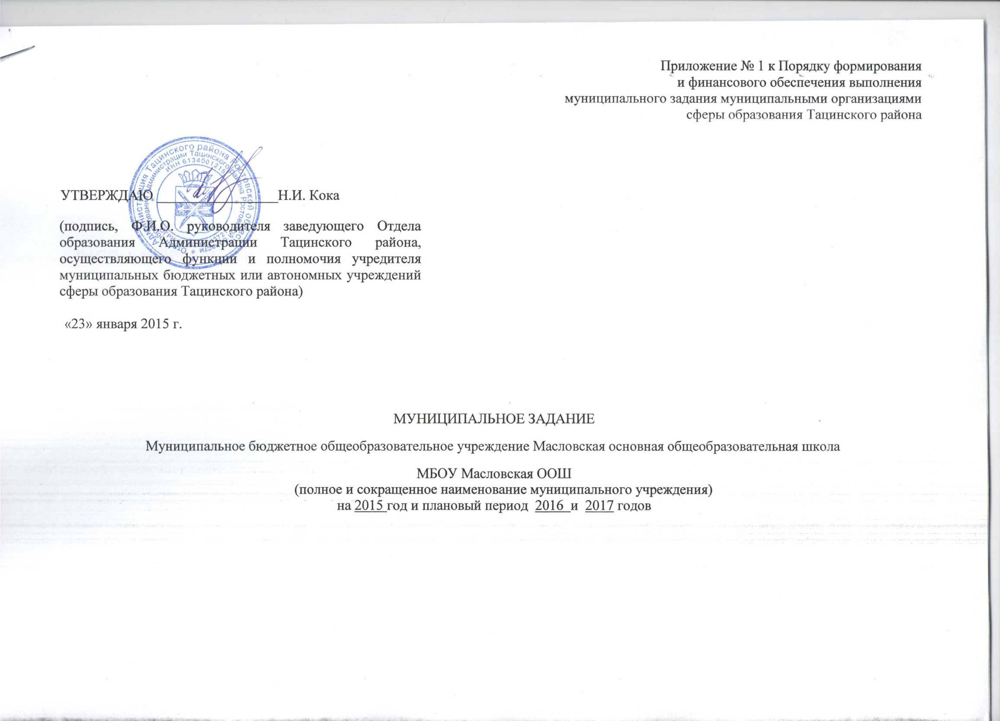 Приложение № 1 к Порядку формирования
и финансового обеспечения выполнения
муниципального задания муниципальными организациями
сферы образования Тацинского района
Администрация Тацинского района Ростовской области
Администрации Тацинского района Ростовской области
ИНН 6134001215
УТВЕРЖДАЮ _________________Н.И. Кока
(подпись, Ф.И.О. руководителя заведующего Отдела
образования Администрации Тацинского района,
осуществляющего функции и полномочия учредителя
муниципальных бюджетных или автономных учреждений
сферы образования Тацинского района)
«23» января 2015 г.
МУНИЦИПАЛЬНОЕ ЗАДАНИЕ
Муниципальное бюджетное общеобразовательное учреждение Масловская основная общеобразовательная школа
МБОУ Масловская ООШ
(полное и сокращенное наименование муниципального учреждения)
на 2015 год и плановый период 2016 и 2017 годов